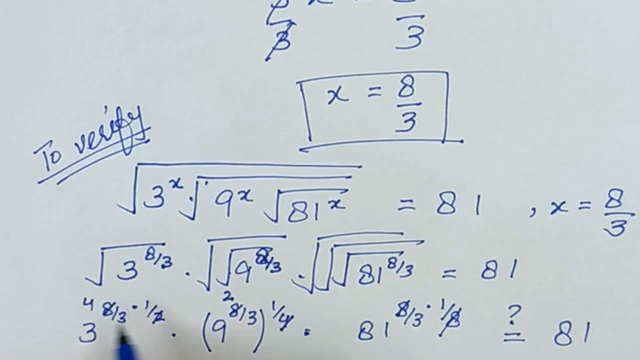 3
x = 8/3
To verify
√(3^x · √(9^x √(81^x))) = 81 , x = 8/3
√(3^(8/3)) · √√(9^(8/3)) · √√√(81^(8/3)) = 81
3^(8/3 · 1/2) · (9^(8/3))^(1/4) · 81^(8/3 · 1/8) ≟ 81